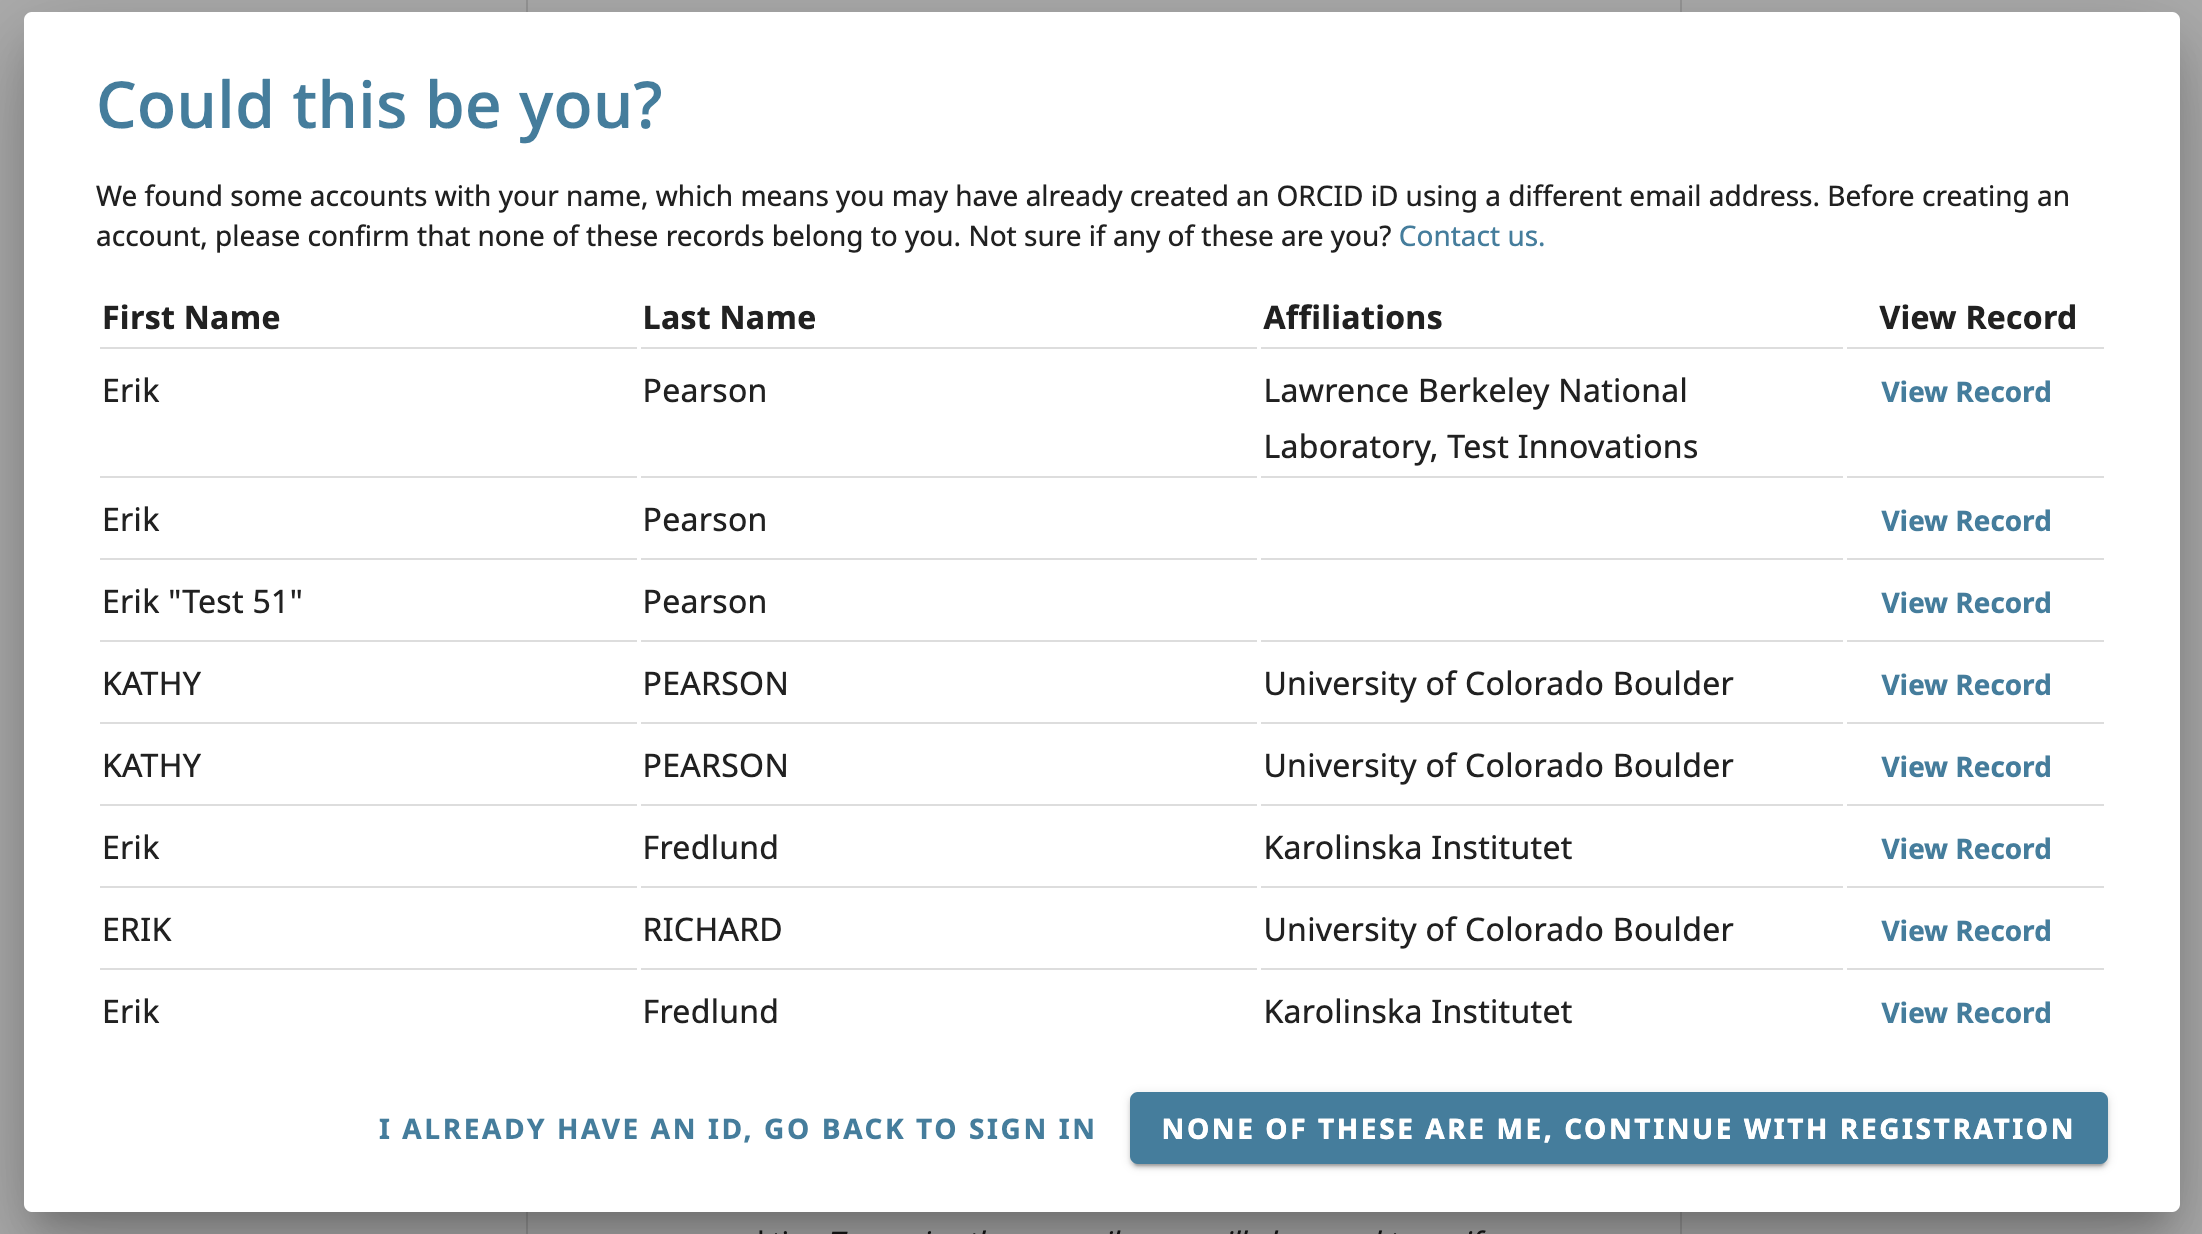 Could this be you?
We found some accounts with your name, which means you may have already created an ORCID iD using a different email address. Before creating an
account, please confirm that none of these records belong to you. Not sure if any of these are you? Contact us.
First Name Last Name Affiliations View Record
Erik Pearson Lawrence Berkeley National View Record
Laboratory, Test Innovations
Erik Pearson View Record
Erik "Test 51" Pearson View Record
KATHY PEARSON University of Colorado Boulder View Record
KATHY PEARSON University of Colorado Boulder View Record
Erik Fredlund Karolinska Institutet View Record
ERIK RICHARD University of Colorado Boulder View Record
Erik Fredlund Karolinska Institutet View Record
I ALREADY HAVE AN ID, GO BACK TO SIGN IN NONE OF THESE ARE ME, CONTINUE WITH REGISTRATION